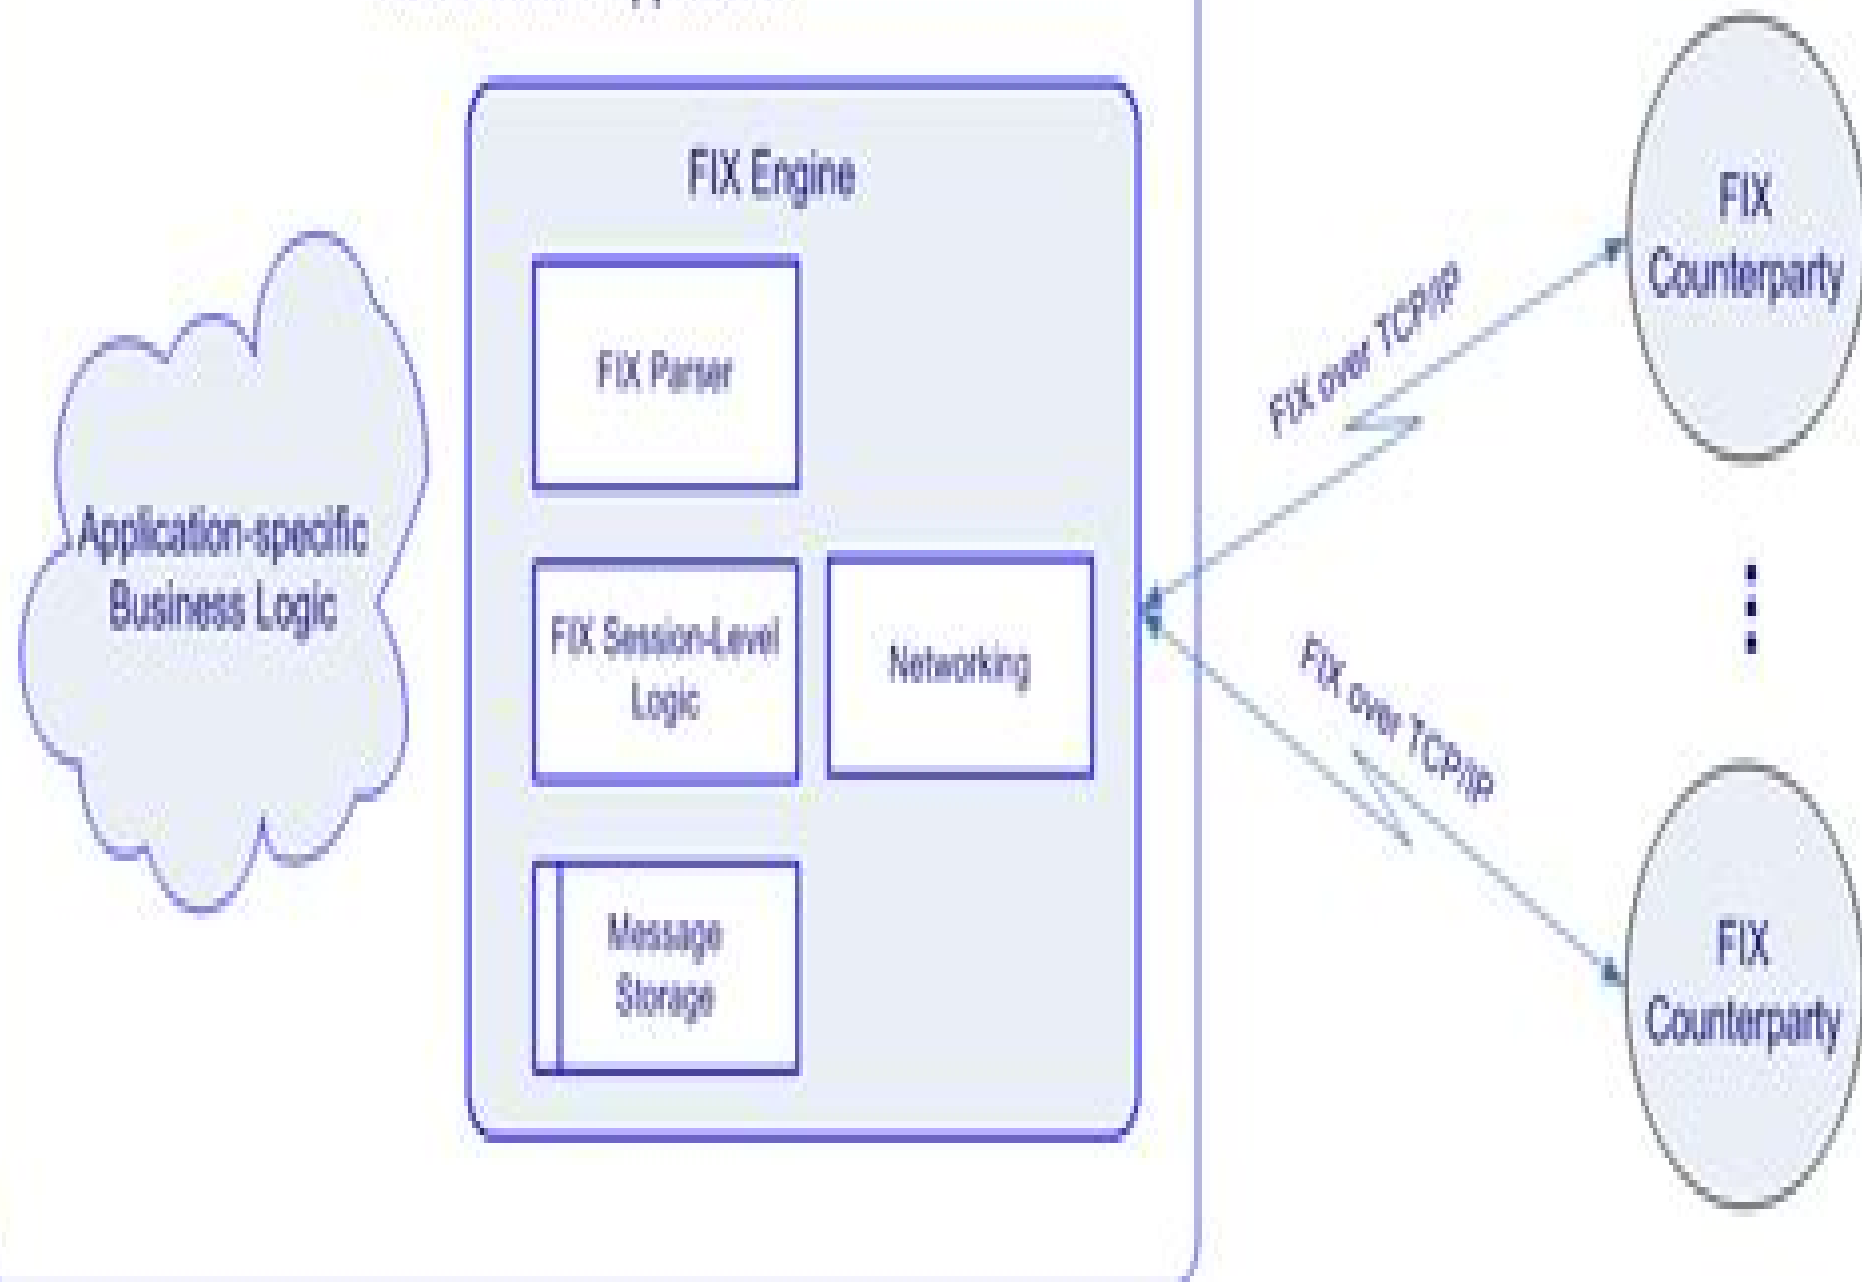 FIX Engine
FIX Parser
Application-specific
Business Logic
FIX Session-Level
Logic
Networking
Message
Storage
FIX over TCP/IP
FIX over TCP/IP
FIX
Counterparty
FIX
Counterparty